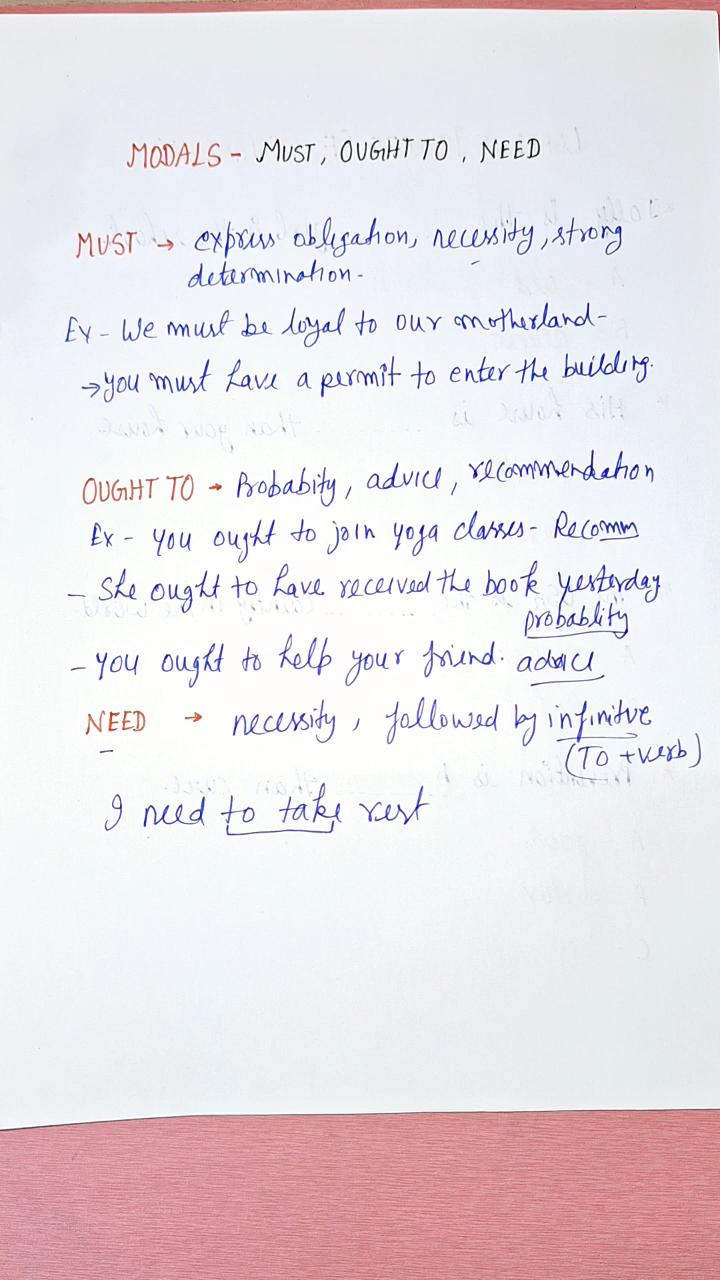 MODALS - MUST, OUGHT TO, NEED
MUST → express obligation, necessity, strong
determination.
Ex - We must be loyal to our motherland-
→ you must have a permit to enter the building.
OUGHT TO → Probabity, advice, recommendation
Ex - you ought to join yoga classes- Recomm
- She ought to have received the book yesterday
probablity
- you ought to help your friend. advice
NEED → necessity, followed by infinitve
(To +verb)
I need to take rest